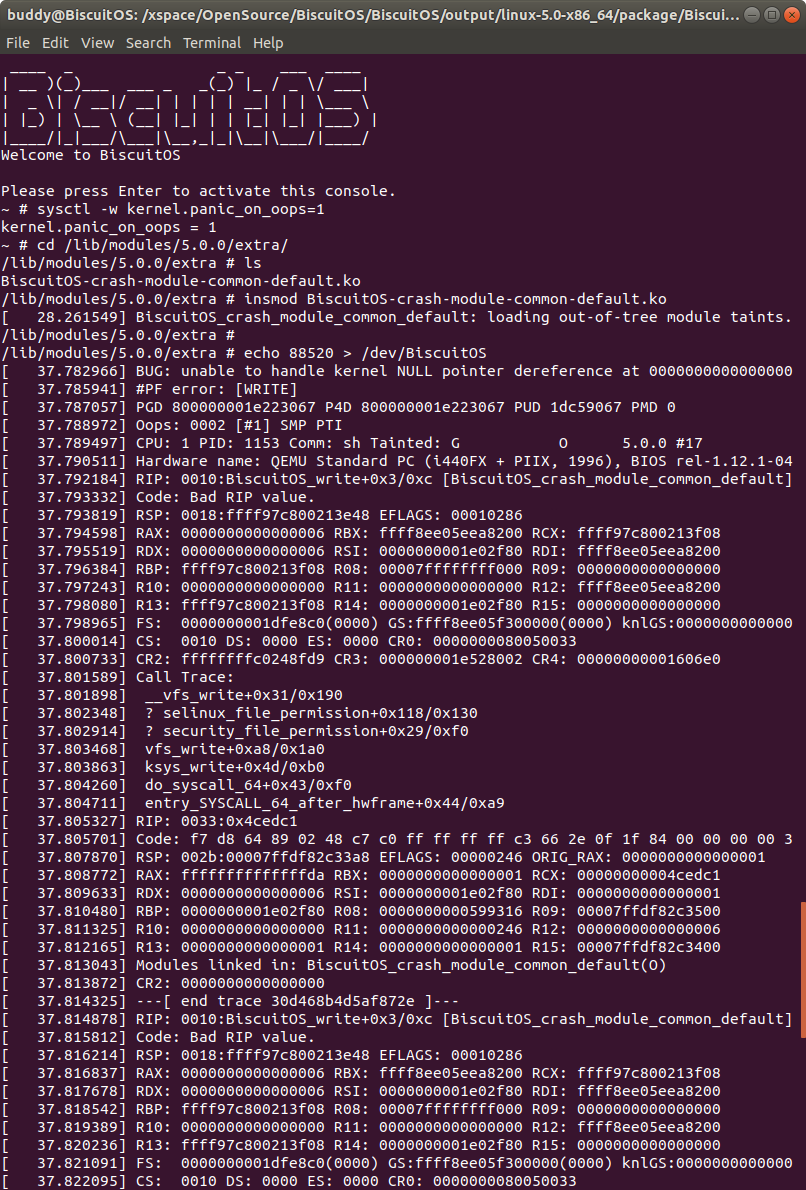 buddy@BiscuitOS: /xspace/OpenSource/BiscuitOS/BiscuitOS/output/linux-5.0-x86_64/package/Biscui...
File Edit View Search Terminal Help
 ____  _                _ _    ___  ____
| __ )(_)___  ___ _   _(_) |_ / _ \/ ___|
|  _ \| / __|/ __| | | | | __| | | \___ \
| |_) | \__ \ (__| |_| | | |_| |_| |___) |
|____/|_|___/\___|\__,_|_|\__|\___/|____/
Welcome to BiscuitOS
Please press Enter to activate this console.
~ # sysctl -w kernel.panic_on_oops=1
kernel.panic_on_oops = 1
~ # cd /lib/modules/5.0.0/extra/
/lib/modules/5.0.0/extra # ls
BiscuitOS-crash-module-common-default.ko
/lib/modules/5.0.0/extra # insmod BiscuitOS-crash-module-common-default.ko
[   28.261549] BiscuitOS_crash_module_common_default: loading out-of-tree module taints.
/lib/modules/5.0.0/extra #
/lib/modules/5.0.0/extra # echo 88520 > /dev/BiscuitOS
[   37.782966] BUG: unable to handle kernel NULL pointer dereference at 0000000000000000
[   37.785941] #PF error: [WRITE]
[   37.787057] PGD 800000001e223067 P4D 800000001e223067 PUD 1dc59067 PMD 0
[   37.788972] Oops: 0002 [#1] SMP PTI
[   37.789497] CPU: 1 PID: 1153 Comm: sh Tainted: G           O      5.0.0 #17
[   37.790511] Hardware name: QEMU Standard PC (i440FX + PIIX, 1996), BIOS rel-1.12.1-04
[   37.792184] RIP: 0010:BiscuitOS_write+0x3/0xc [BiscuitOS_crash_module_common_default]
[   37.793332] Code: Bad RIP value.
[   37.793819] RSP: 0018:ffff97c800213e48 EFLAGS: 00010286
[   37.794598] RAX: 0000000000000006 RBX: ffff8ee05eea8200 RCX: ffff97c800213f08
[   37.795519] RDX: 0000000000000006 RSI: 0000000001e02f80 RDI: ffff8ee05eea8200
[   37.796384] RBP: ffff97c800213f08 R08: 00007ffffffff000 R09: 0000000000000000
[   37.797243] R10: 0000000000000000 R11: 0000000000000000 R12: ffff8ee05eea8200
[   37.798080] R13: ffff97c800213f08 R14: 0000000001e02f80 R15: 0000000000000000
[   37.798965] FS:  0000000001dfe8c0(0000) GS:ffff8ee05f300000(0000) knlGS:0000000000000
[   37.800014] CS:  0010 DS: 0000 ES: 0000 CR0: 0000000080050033
[   37.800733] CR2: ffffffffc0248fd9 CR3: 000000001e528002 CR4: 00000000001606e0
[   37.801589] Call Trace:
[   37.801898]  __vfs_write+0x31/0x190
[   37.802348]  ? selinux_file_permission+0x118/0x130
[   37.802914]  ? security_file_permission+0x29/0xf0
[   37.803468]  vfs_write+0xa8/0x1a0
[   37.803863]  ksys_write+0x4d/0xb0
[   37.804260]  do_syscall_64+0x43/0xf0
[   37.804711]  entry_SYSCALL_64_after_hwframe+0x44/0xa9
[   37.805327] RIP: 0033:0x4cedc1
[   37.805701] Code: f7 d8 64 89 02 48 c7 c0 ff ff ff ff c3 66 2e 0f 1f 84 00 00 00 00 3
[   37.807870] RSP: 002b:00007ffdf82c33a8 EFLAGS: 00000246 ORIG_RAX: 0000000000000001
[   37.808772] RAX: ffffffffffffffda RBX: 0000000000000001 RCX: 00000000004cedc1
[   37.809633] RDX: 0000000000000006 RSI: 0000000001e02f80 RDI: 0000000000000001
[   37.810480] RBP: 0000000001e02f80 R08: 0000000000599316 R09: 00007ffdf82c3500
[   37.811325] R10: 0000000000000000 R11: 0000000000000246 R12: 0000000000000006
[   37.812165] R13: 0000000000000001 R14: 0000000000000001 R15: 00007ffdf82c3400
[   37.813043] Modules linked in: BiscuitOS_crash_module_common_default(O)
[   37.813872] CR2: 0000000000000000
[   37.814325] ---[ end trace 30d468b4d5af872e ]---
[   37.814878] RIP: 0010:BiscuitOS_write+0x3/0xc [BiscuitOS_crash_module_common_default]
[   37.815812] Code: Bad RIP value.
[   37.816214] RSP: 0018:ffff97c800213e48 EFLAGS: 00010286
[   37.816837] RAX: 0000000000000006 RBX: ffff8ee05eea8200 RCX: ffff97c800213f08
[   37.817678] RDX: 0000000000000006 RSI: 0000000001e02f80 RDI: ffff8ee05eea8200
[   37.818542] RBP: ffff97c800213f08 R08: 00007ffffffff000 R09: 0000000000000000
[   37.819389] R10: 0000000000000000 R11: 0000000000000000 R12: ffff8ee05eea8200
[   37.820236] R13: ffff97c800213f08 R14: 0000000001e02f80 R15: 0000000000000000
[   37.821091] FS:  0000000001dfe8c0(0000) GS:ffff8ee05f300000(0000) knlGS:0000000000000
[   37.822095] CS:  0010 DS: 0000 ES: 0000 CR0: 0000000080050033